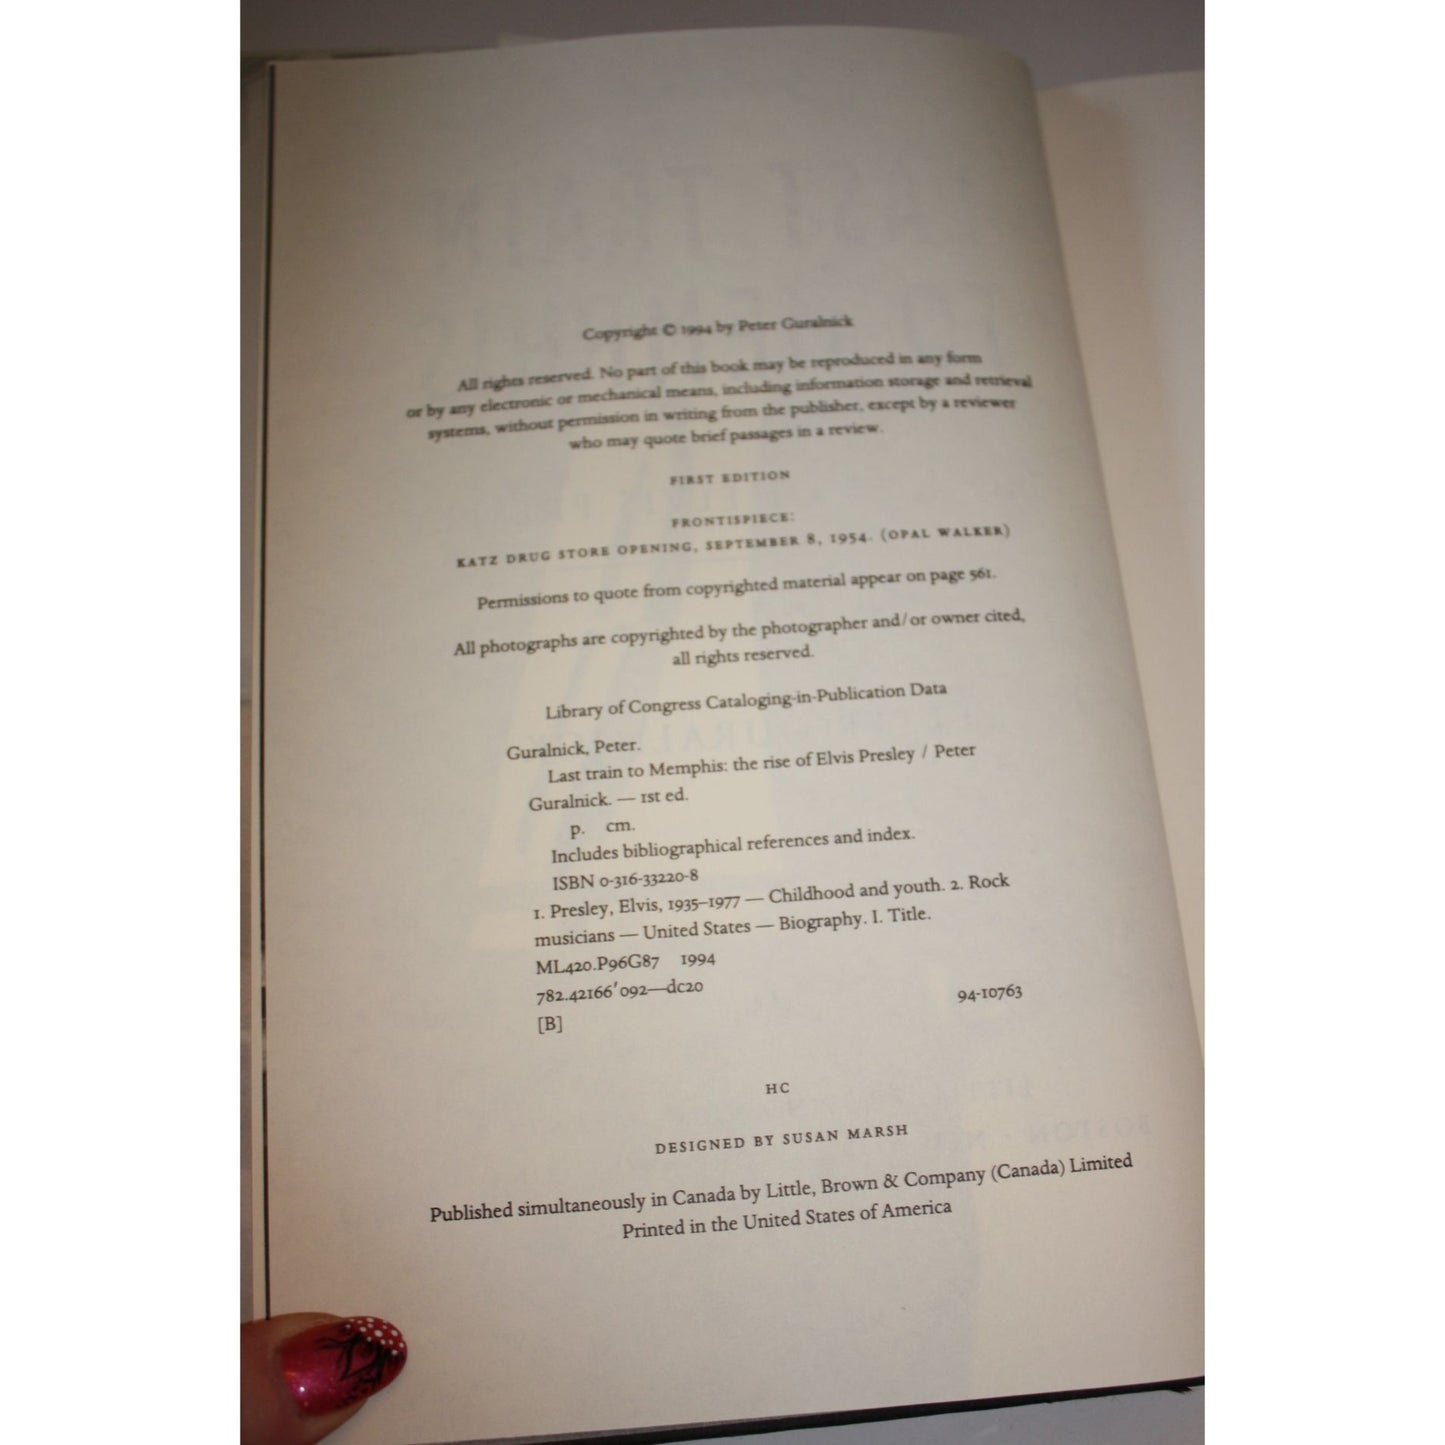 Copyright © 1994 by Peter Guralnick
All rights reserved. No part of this book may be reproduced in any form
or by any electronic or mechanical means, including information storage and retrieval
systems, without permission in writing from the publisher, except by a reviewer
who may quote brief passages in a review.
FIRST EDITION
FRONTISPIECE:
KATZ DRUG STORE OPENING, SEPTEMBER 8, 1954. (OPAL WALKER)
Permissions to quote from copyrighted material appear on page 561.
All photographs are copyrighted by the photographer and/or owner cited,
all rights reserved.
Library of Congress Cataloging-in-Publication Data
Guralnick, Peter.
Last train to Memphis: the rise of Elvis Presley / Peter
Guralnick. — 1st ed.
p. cm.
Includes bibliographical references and index.
ISBN 0-316-33220-8
1. Presley, Elvis, 1935–1977 — Childhood and youth. 2. Rock
musicians — United States — Biography. I. Title.
ML420.P96G87 1994
782.42166′092—dc20
94-10763
[B]
HC
DESIGNED BY SUSAN MARSH
Published simultaneously in Canada by Little, Brown & Company (Canada) Limited
Printed in the United States of America